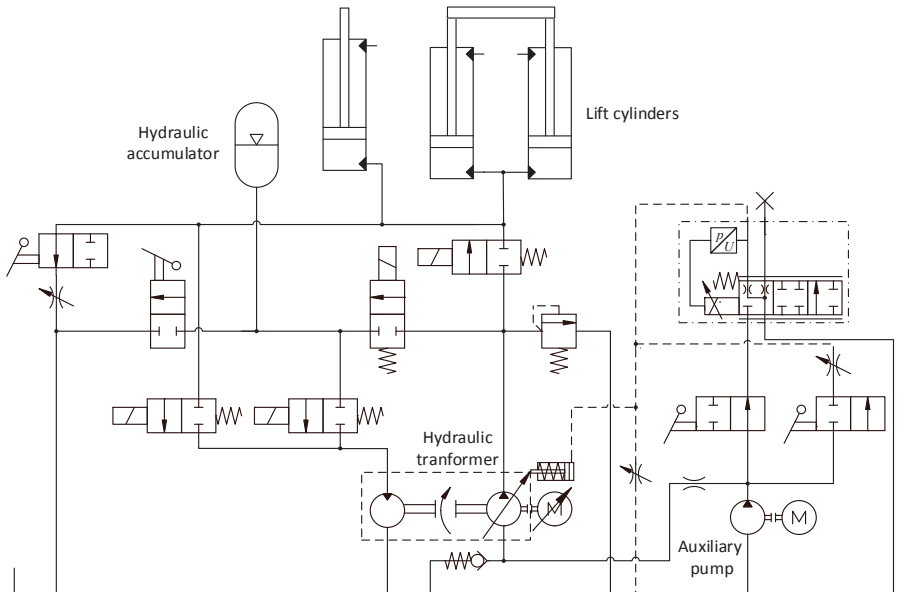 Lift cylinders
Hydraulic
accumulator
p
U
Hydraulic
tranformer
M
M
Auxiliary
pump